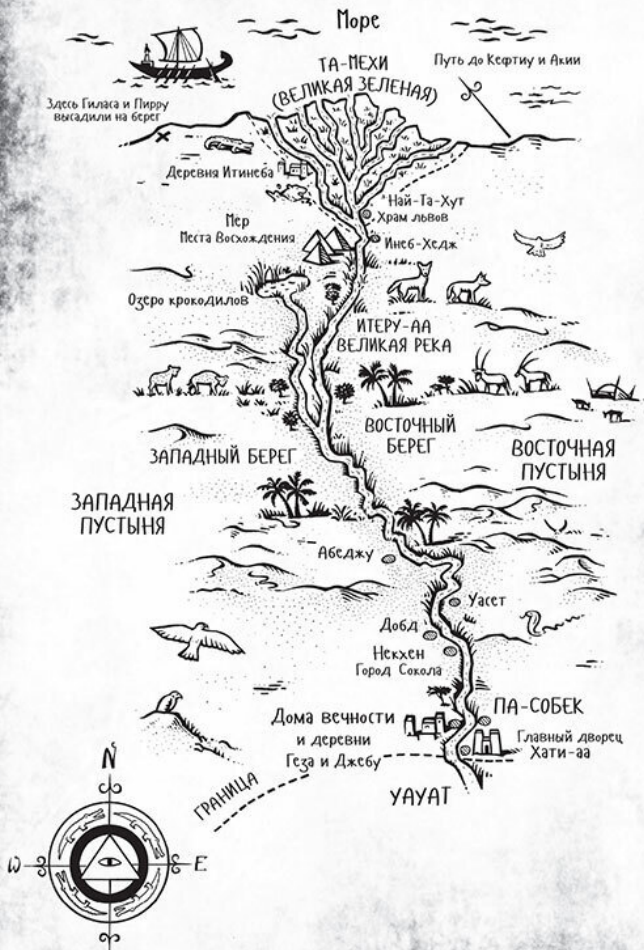 Море
ТА-МЕХИ
(ВЕЛИКАЯ ЗЕЛЕНАЯ)
Путь до Кефтиу и Акии
Здесь Гиласа и Пирру
высадили на берег
Деревня Итинеба
Най-Та-Хут
Храм львов
Мер
Места Восхождения
Инеб-Хедж
Озеро крокодилов
ИТЕРУ-АА
ВЕЛИКАЯ РЕКА
ЗАПАДНЫЙ БЕРЕГ
ВОСТОЧНЫЙ
БЕРЕГ
ВОСТОЧНАЯ
ПУСТЫНЯ
ЗАПАДНАЯ
ПУСТЫНЯ
Абеджу
Уасет
Добд
Некхен
Город Сокола
ПА-СОБЕК
Дома вечности
и деревни
Геза и Джебу
Главный дворец
Хати-аа
ГРАНИЦА
УАУАТ
N
W
E